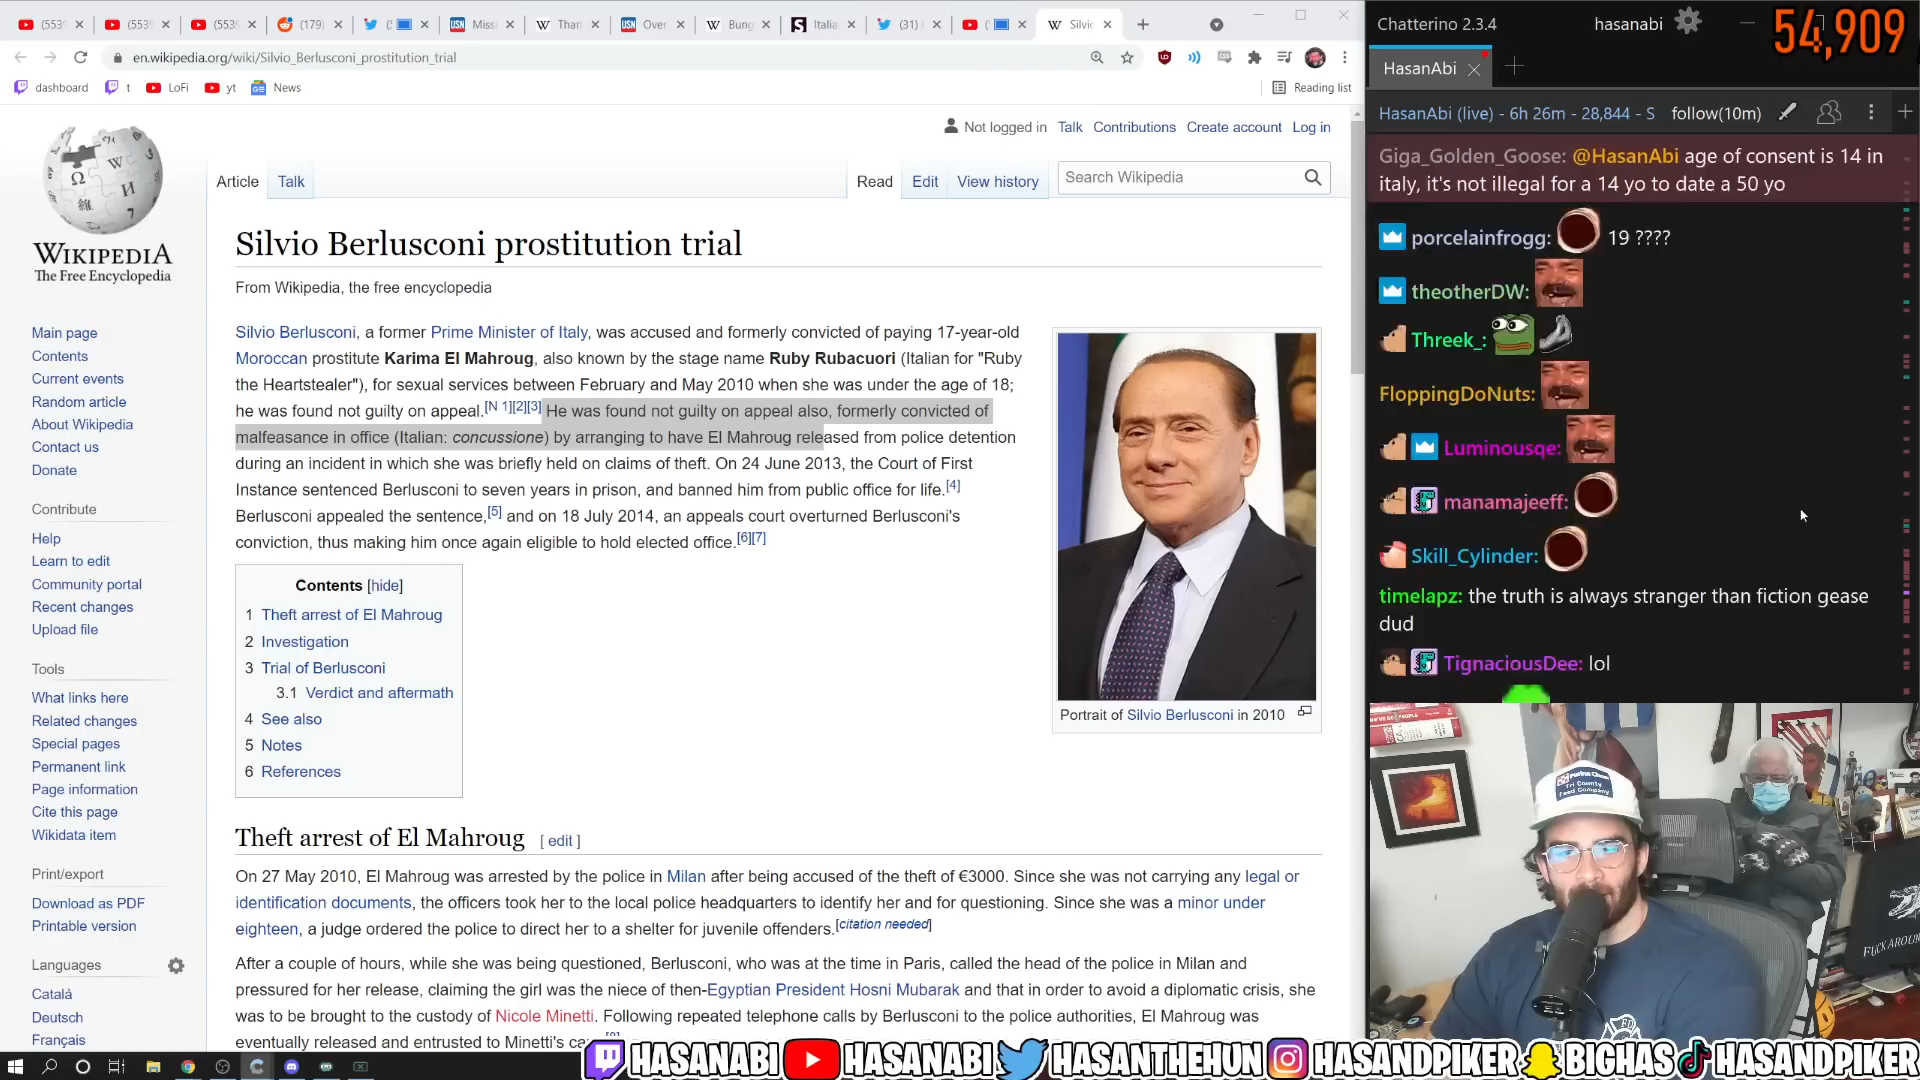 (553
(553
(553
(179)
Missi
Than
Over
Bung
Italia
(31)
Silvic
en.wikipedia.org/wiki/Silvio_Berlusconi_prostitution_trial
dashboard
t
LoFi
yt
News
Reading list
Not logged in Talk Contributions Create account Log in
WIKIPEDIA
The Free Encyclopedia
Article Talk
Read Edit View history
Search Wikipedia
Silvio Berlusconi prostitution trial
From Wikipedia, the free encyclopedia
Silvio Berlusconi, a former Prime Minister of Italy, was accused and formerly convicted of paying 17-year-old
Moroccan prostitute Karima El Mahroug, also known by the stage name Ruby Rubacuori (Italian for "Ruby
the Heartstealer"), for sexual services between February and May 2010 when she was under the age of 18;
he was found not guilty on appeal.[N 1][2][3] He was found not guilty on appeal also, formerly convicted of
malfeasance in office (Italian: concussione) by arranging to have El Mahroug released from police detention
during an incident in which she was briefly held on claims of theft. On 24 June 2013, the Court of First
Instance sentenced Berlusconi to seven years in prison, and banned him from public office for life.[4]
Berlusconi appealed the sentence,[5] and on 18 July 2014, an appeals court overturned Berlusconi's
conviction, thus making him once again eligible to hold elected office.[6][7]
Portrait of Silvio Berlusconi in 2010
Contents [hide]
1 Theft arrest of El Mahroug
2 Investigation
3 Trial of Berlusconi
3.1 Verdict and aftermath
4 See also
5 Notes
6 References
Theft arrest of El Mahroug [ edit ]
On 27 May 2010, El Mahroug was arrested by the police in Milan after being accused of the theft of €3000. Since she was not carrying any legal or
identification documents, the officers took her to the local police headquarters to identify her and for questioning. Since she was a minor under
eighteen, a judge ordered the police to direct her to a shelter for juvenile offenders.[citation needed]
After a couple of hours, while she was being questioned, Berlusconi, who was at the time in Paris, called the head of the police in Milan and
pressured for her release, claiming the girl was the niece of then-Egyptian President Hosni Mubarak and that in order to avoid a diplomatic crisis, she
was to be brought to the custody of Nicole Minetti. Following repeated telephone calls by Berlusconi to the police authorities, El Mahroug was
eventually released and entrusted to Minetti's ca
Main page
Contents
Current events
Random article
About Wikipedia
Contact us
Donate
Contribute
Help
Learn to edit
Community portal
Recent changes
Upload file
Tools
What links here
Related changes
Special pages
Permanent link
Page information
Cite this page
Wikidata item
Print/export
Download as PDF
Printable version
Languages
Català
Deutsch
Français
Chatterino 2.3.4
hasanabi
54,909
HasanAbi
HasanAbi (live) - 6h 26m - 28,844 - S follow(10m)
Giga_Golden_Goose: @HasanAbi age of consent is 14 in
italy, it's not illegal for a 14 yo to date a 50 yo
porcelainfrogg: 19 ????
theotherDW:
Threek_:
FloppingDoNuts:
Luminousqe:
manamajeeff:
Skill_Cylinder:
timelapz: the truth is always stranger than fiction gease
dud
TignaciousDee: lol
Tri County
Feed Company
FUCK AROUN
HASANABI HASANABI HASANTHEHUN HASANDPIKER BIGHAS HASANDPIKER